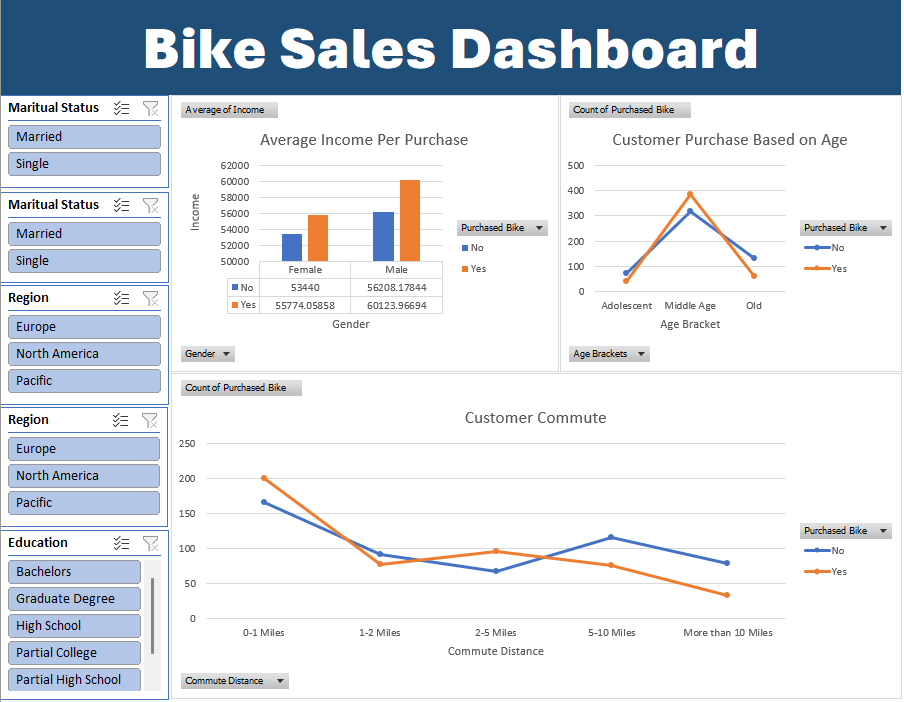 Bike Sales Dashboard
Maritual Status
Married
Single
Maritual Status
Married
Single
Region
Europe
North America
Pacific
Region
Europe
North America
Pacific
Education
Bachelors
Graduate Degree
High School
Partial College
Partial High School
Average of Income
Average Income Per Purchase
62000
60000
58000
56000
54000
52000
50000
Income
Female Male
No 53440 56208.17844
Yes 55774.05858 60123.96694
Gender
Purchased Bike
No
Yes
Gender
Count of Purchased Bike
Customer Purchase Based on Age
500
400
300
200
100
0
Adolescent Middle Age Old
Age Bracket
Purchased Bike
No
Yes
Age Brackets
Count of Purchased Bike
Customer Commute
250
200
150
100
50
0
0-1 Miles 1-2 Miles 2-5 Miles 5-10 Miles More than 10 Miles
Commute Distance
Purchased Bike
No
Yes
Commute Distance